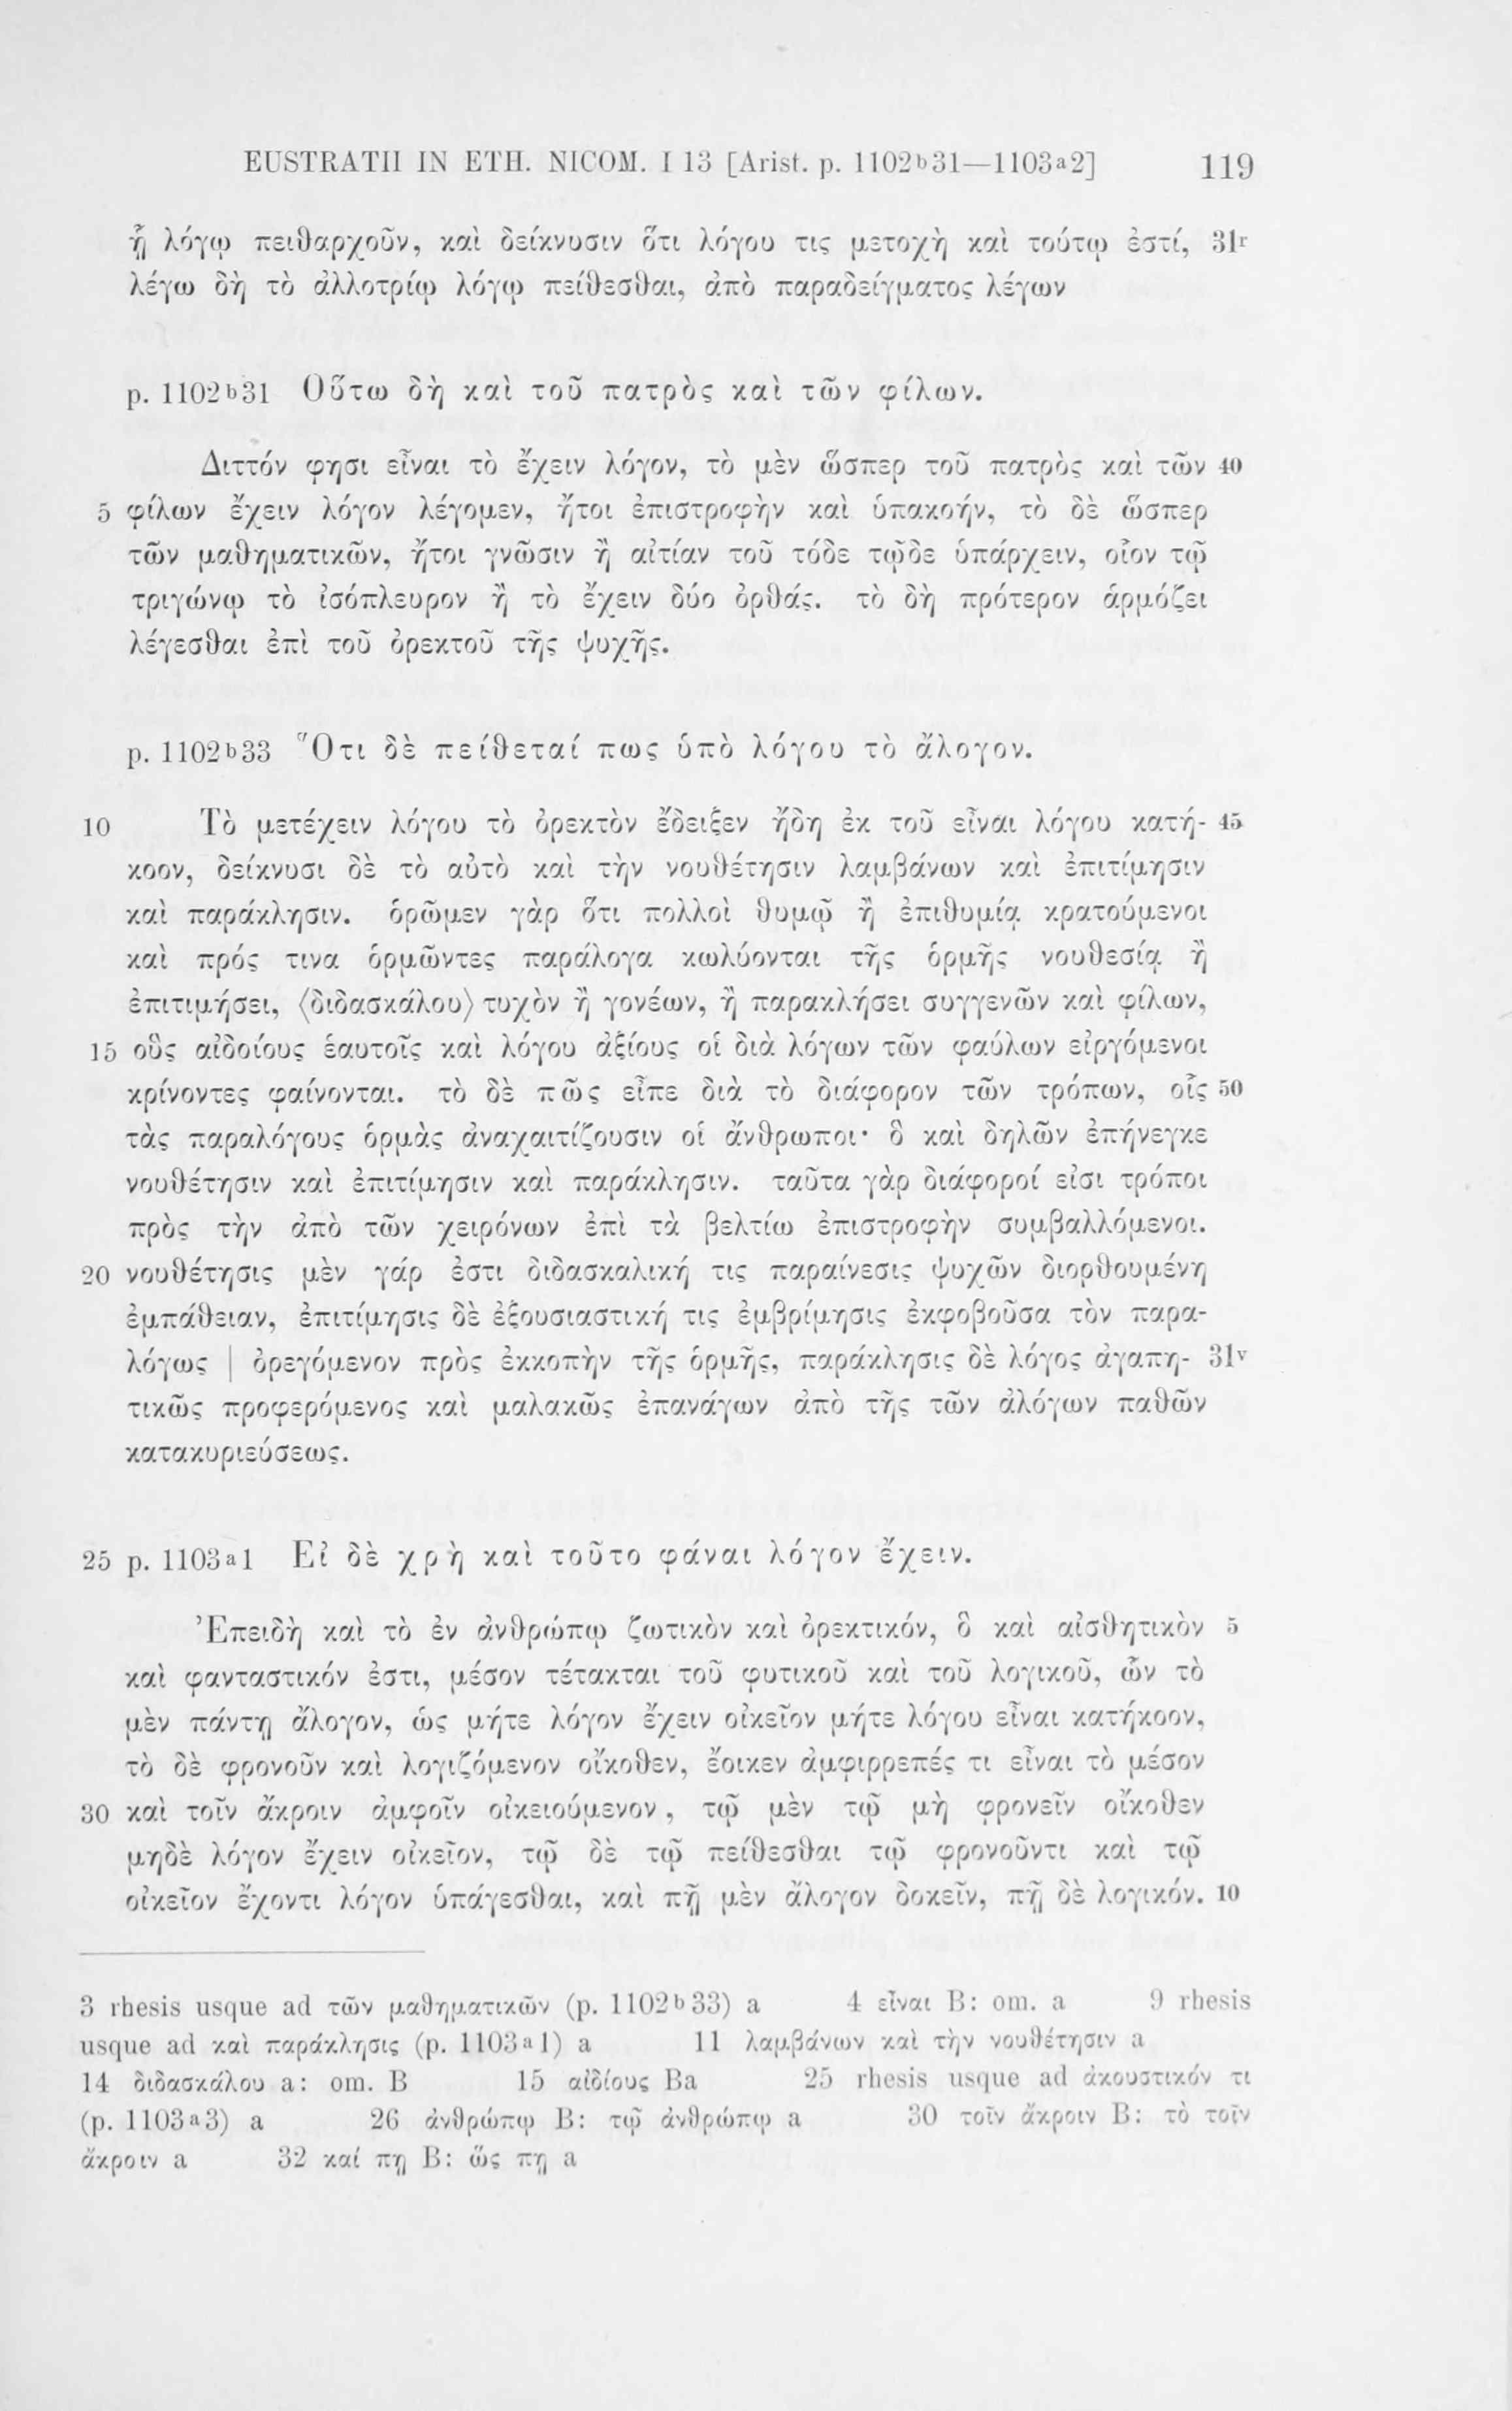 EUSTRATII IN ETH. NICOM. I 13 [Arist. p. 1102b31—1103a2] 119
ᾗ λόγῳ πειθαρχοῦν, καὶ δείκνυσιν ὅτι λόγου τις μετοχὴ καὶ τούτῳ ἐστί, 31r
λέγω δὴ τὸ ἀλλοτρίῳ λόγῳ πείθεσθαι, ἀπὸ παραδείγματος λέγων
p. 1102b31 Οὕτω δὴ καὶ τοῦ πατρὸς καὶ τῶν φίλων.
Διττόν φησι εἶναι τὸ ἔχειν λόγον, τὸ μὲν ὥσπερ τοῦ πατρὸς καὶ τῶν 40
5 φίλων ἔχειν λόγον λέγομεν, ἤτοι ἐπιστροφὴν καὶ ὑπακοήν, τὸ δὲ ὥσπερ
τῶν μαθηματικῶν, ἤτοι γνῶσιν ἢ αἰτίαν τοῦ τόδε τῷδε ὑπάρχειν, οἷον τῷ
τριγώνῳ τὸ ἰσόπλευρον ἢ τὸ ἔχειν δύο ὀρθάς. τὸ δὴ πρότερον ἁρμόζει
λέγεσθαι ἐπὶ τοῦ ὀρεκτοῦ τῆς ψυχῆς.
p. 1102b33 Ὅτι δὲ πείθεταί πως ὑπὸ λόγου τὸ ἄλογον.
10 Τὸ μετέχειν λόγου τὸ ὀρεκτὸν ἔδειξεν ἤδη ἐκ τοῦ εἶναι λόγου κατή- 45
κοον, δείκνυσι δὲ τὸ αὐτὸ καὶ τὴν νουθέτησιν λαμβάνων καὶ ἐπιτίμησιν
καὶ παράκλησιν. ὁρῶμεν γὰρ ὅτι πολλοὶ θυμῷ ἢ ἐπιθυμίᾳ κρατούμενοι
καὶ πρός τινα ὁρμῶντες παράλογα κωλύονται τῆς ὁρμῆς νουθεσίᾳ ἢ
ἐπιτιμήσει, ⟨διδασκάλου⟩ τυχὸν ἢ γονέων, ἢ παρακλήσει συγγενῶν καὶ φίλων,
15 οὓς αἰδοίους ἑαυτοῖς καὶ λόγου ἀξίους οἱ διὰ λόγων τῶν φαύλων εἰργόμενοι
κρίνοντες φαίνονται. τὸ δὲ πῶς εἶπε διὰ τὸ διάφορον τῶν τρόπων, οἷς 50
τὰς παραλόγους ὁρμὰς ἀναχαιτίζουσιν οἱ ἄνθρωποι· ὃ καὶ δηλῶν ἐπήνεγκε
νουθέτησιν καὶ ἐπιτίμησιν καὶ παράκλησιν. ταῦτα γὰρ διάφοροί εἰσι τρόποι
πρὸς τὴν ἀπὸ τῶν χειρόνων ἐπὶ τὰ βελτίω ἐπιστροφὴν συμβαλλόμενοι.
20 νουθέτησις μὲν γάρ ἐστι διδασκαλική τις παραίνεσις ψυχῶν διορθουμένη
ἐμπάθειαν, ἐπιτίμησις δὲ ἐξουσιαστική τις ἐμβρίμησις ἐκφοβοῦσα τὸν παρα-
λόγως | ὀρεγόμενον πρὸς ἐκκοπὴν τῆς ὁρμῆς, παράκλησις δὲ λόγος ἀγαπη- 31v
τικῶς προφερόμενος καὶ μαλακῶς ἐπανάγων ἀπὸ τῆς τῶν ἀλόγων παθῶν
κατακυριεύσεως.
25 p. 1103a1 Εἰ δὲ χρὴ καὶ τοῦτο φάναι λόγον ἔχειν.
Ἐπειδὴ καὶ τὸ ἐν ἀνθρώπῳ ζωτικὸν καὶ ὀρεκτικόν, ὃ καὶ αἰσθητικὸν 5
καὶ φανταστικόν ἐστι, μέσον τέτακται τοῦ φυτικοῦ καὶ τοῦ λογικοῦ, ὧν τὸ
μὲν πάντῃ ἄλογον, ὡς μήτε λόγον ἔχειν οἰκεῖον μήτε λόγου εἶναι κατήκοον,
τὸ δὲ φρονοῦν καὶ λογιζόμενον οἴκοθεν, ἔοικεν ἀμφιρρεπές τι εἶναι τὸ μέσον
30 καὶ τοῖν ἄκροιν ἀμφοῖν οἰκειούμενον, τῷ μὲν τῷ μὴ φρονεῖν οἴκοθεν
μηδὲ λόγον ἔχειν οἰκεῖον, τῷ δὲ τῷ πείθεσθαι τῷ φρονοῦντι καὶ τῷ
οἰκεῖον ἔχοντι λόγον ὑπάγεσθαι, καὶ πῇ μὲν ἄλογον δοκεῖν, πῇ δὲ λογικόν. 10
3 rhesis usque ad τῶν μαθηματικῶν (p. 1102b33) a 4 εἶναι B: om. a 9 rhesis
usque ad καὶ παράκλησις (p. 1103a1) a 11 λαμβάνων καὶ τὴν νουθέτησιν a
14 διδασκάλου a: om. B 15 αἰδίους Ba 25 rhesis usque ad ἀκουστικόν τι
(p. 1103a3) a 26 ἀνθρώπῳ B: τῷ ἀνθρώπῳ a 30 τοῖν ἄκροιν B: τὸ τοῖν
ἄκροιν a 32 καί πῃ B: ὥς πῃ a